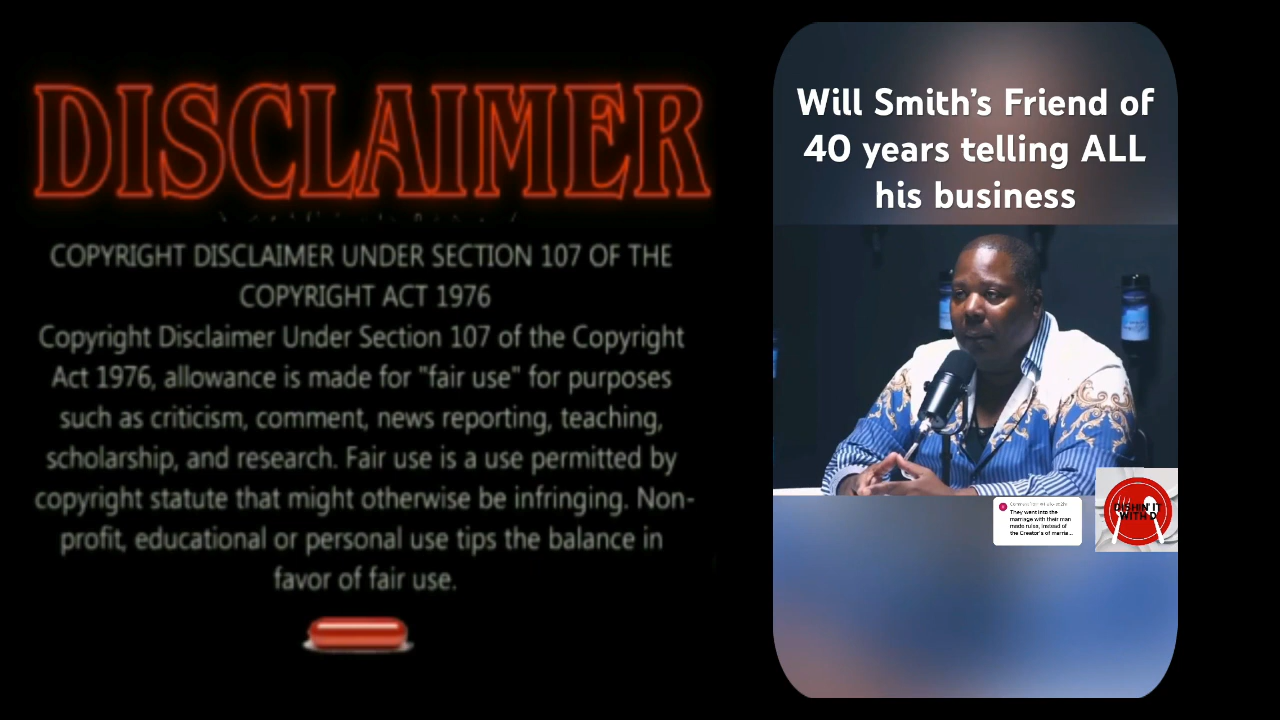 DISCLAIMER
COPYRIGHT DISCLAIMER UNDER SECTION 107 OF THE
COPYRIGHT ACT 1976
Copyright Disclaimer Under Section 107 of the Copyright
Act 1976, allowance is made for "fair use" for purposes
such as criticism, comment, news reporting, teaching,
scholarship, and research. Fair use is a use permitted by
copyright statute that might otherwise be infringing. Non-
profit, educational or personal use tips the balance in
favor of fair use.
Will Smith's Friend of
40 years telling ALL
his business
They went into the
marriage with their man
made rules, instead of
the Creator's of marria...
DISHIN' IT
WITH D